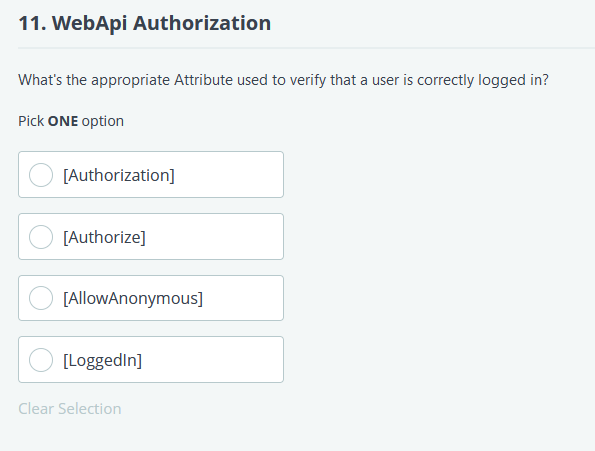 11. WebApi Authorization
What's the appropriate Attribute used to verify that a user is correctly logged in?
Pick ONE option
[Authorization]
[Authorize]
[AllowAnonymous]
[LoggedIn]
Clear Selection